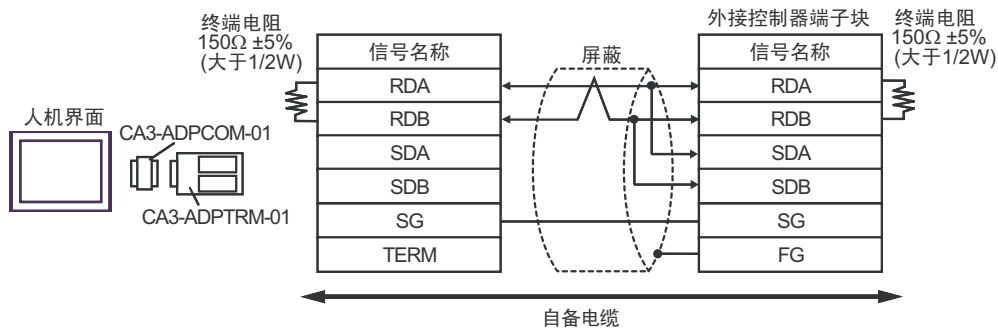 终端电阻
150Ω ±5%
(大于1/2W)
外接控制器端子块
终端电阻
150Ω ±5%
(大于1/2W)
信号名称
屏蔽
信号名称
RDA
RDA
人机界面
RDB
RDB
CA3-ADPCOM-01
SDA
SDA
SDB
SDB
CA3-ADPTRM-01
SG
SG
TERM
FG
自备电缆